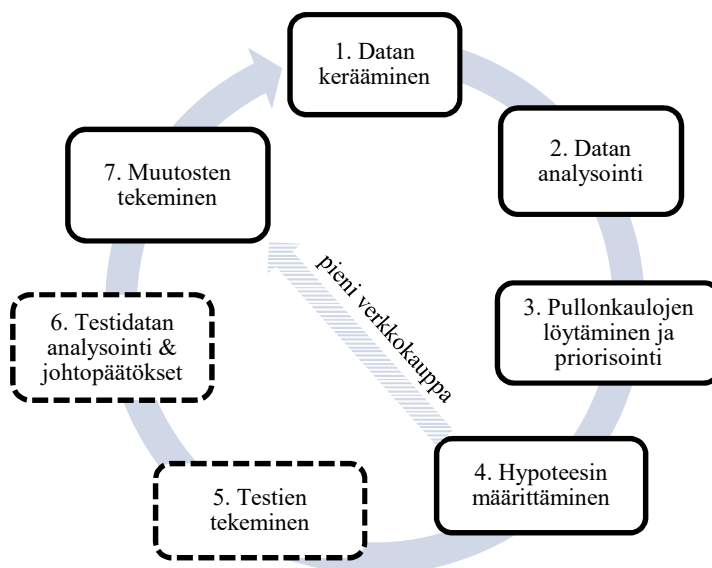 1. Datan
kerääminen
2. Datan
analysointi
3. Pullonkaulojen
löytäminen ja
priorisointi
4. Hypoteesin
määrittäminen
5. Testien
tekeminen
6. Testidatan
analysointi &
johtopäätökset
7. Muutosten
tekeminen
pieni verkkokauppa